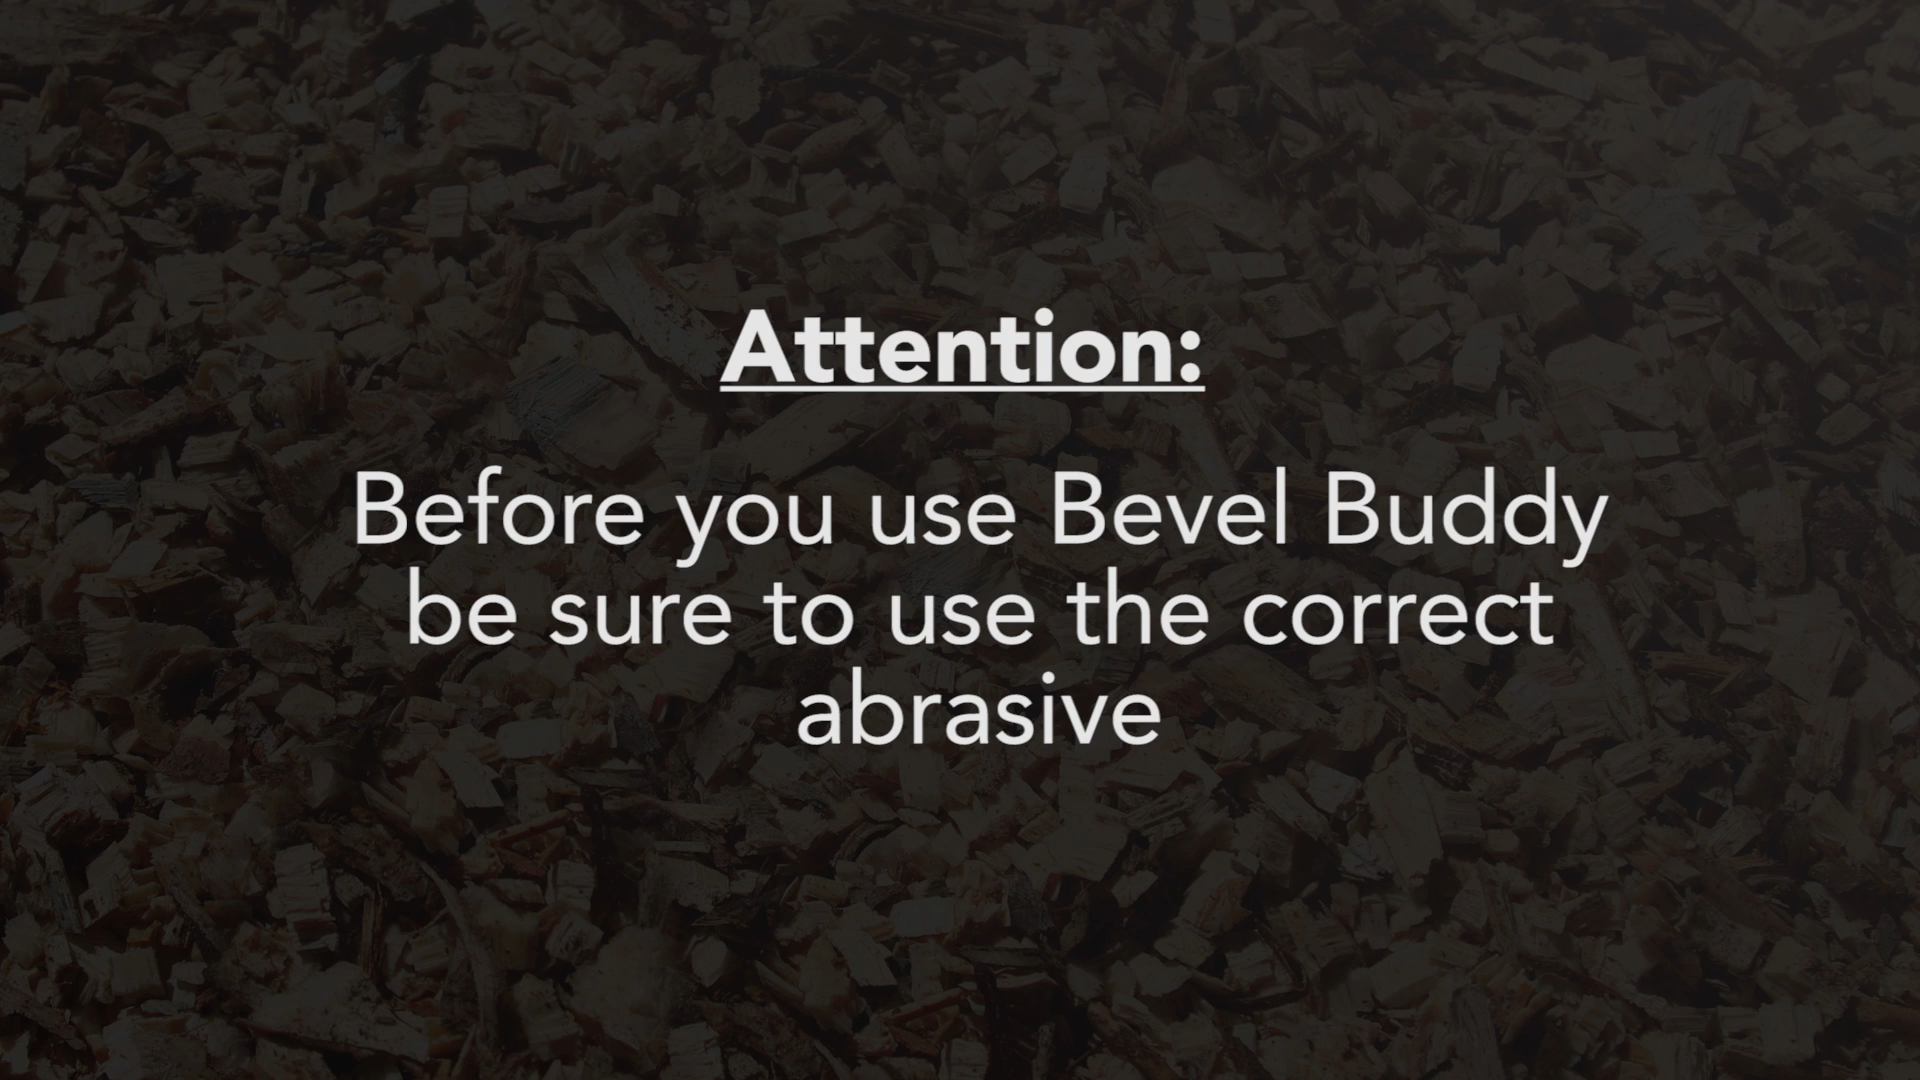 Attention:
Before you use Bevel Buddy
be sure to use the correct
abrasive